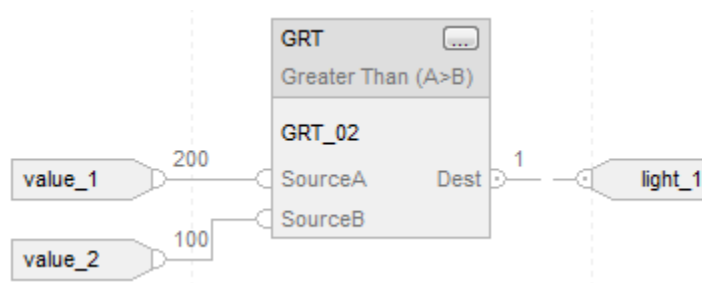 GRT ...
Greater Than (A>B)
GRT_02
200
value_1
SourceA
Dest
1
light_1
SourceB
100
value_2